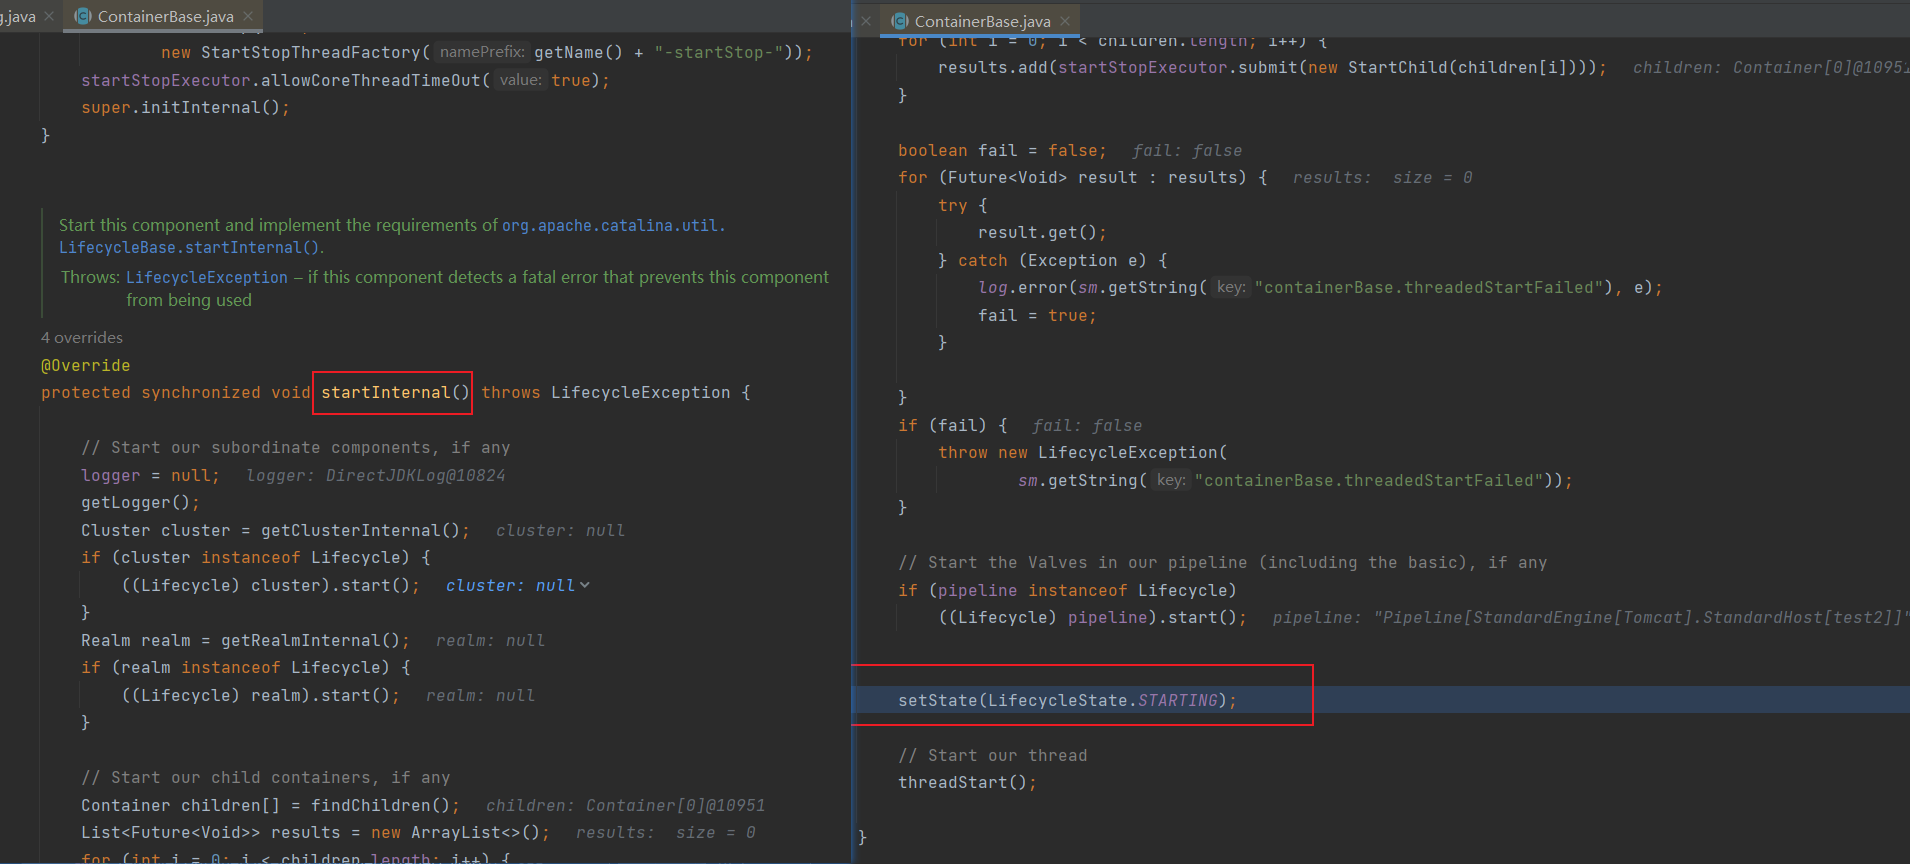 g.java
ContainerBase.java
new StartStopThreadFactory( namePrefix: getName() + "-startStop-"));
startStopExecutor.allowCoreThreadTimeOut( value: true);
super.initInternal();
}
Start this component and implement the requirements of org.apache.catalina.util.
LifecycleBase.startInternal().
Throws: LifecycleException – if this component detects a fatal error that prevents this component
from being used
4 overrides
@Override
protected synchronized void startInternal() throws LifecycleException {
// Start our subordinate components, if any
logger = null; logger: DirectJDKLog@10824
getLogger();
Cluster cluster = getClusterInternal(); cluster: null
if (cluster instanceof Lifecycle) {
((Lifecycle) cluster).start(); cluster: null
}
Realm realm = getRealmInternal(); realm: null
if (realm instanceof Lifecycle) {
((Lifecycle) realm).start(); realm: null
}
// Start our child containers, if any
Container children[] = findChildren(); children: Container[0]@10951
List<Future<Void>> results = new ArrayList<>(); results: size = 0
for (int i = 0; i < children.length; i++) {
ContainerBase.java
for (int i = 0; i < children.length; i++) {
results.add(startStopExecutor.submit(new StartChild(children[i]))); children: Container[0]@10951
}
boolean fail = false; fail: false
for (Future<Void> result : results) { results: size = 0
try {
result.get();
} catch (Exception e) {
log.error(sm.getString( key: "containerBase.threadedStartFailed"), e);
fail = true;
}
}
if (fail) { fail: false
throw new LifecycleException(
sm.getString( key: "containerBase.threadedStartFailed"));
}
// Start the Valves in our pipeline (including the basic), if any
if (pipeline instanceof Lifecycle)
((Lifecycle) pipeline).start(); pipeline: "Pipeline[StandardEngine[Tomcat].StandardHost[test2]]"
setState(LifecycleState.STARTING);
// Start our thread
threadStart();
}